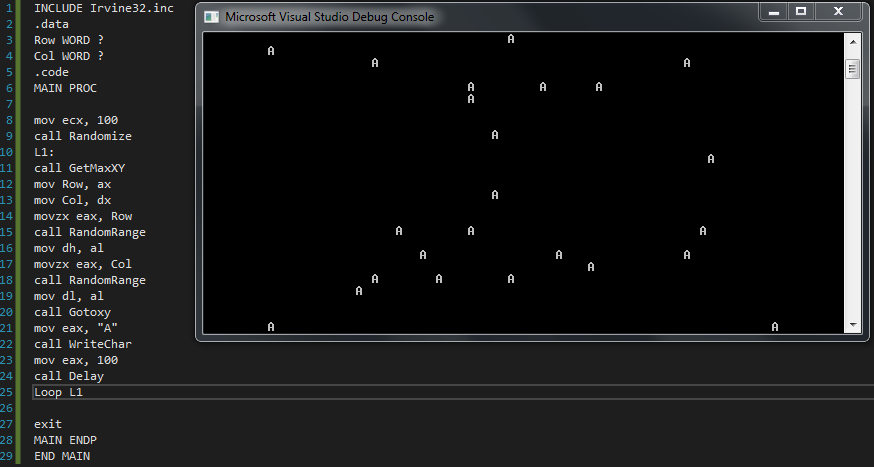 1 INCLUDE Irvine32.inc
2 .data
3 Row WORD ?
4 Col WORD ?
5 .code
6 MAIN PROC
7
8 mov ecx, 100
9 call Randomize
10 L1:
11 call GetMaxXY
12 mov Row, ax
13 mov Col, dx
14 movzx eax, Row
15 call RandomRange
16 mov dh, al
17 movzx eax, Col
18 call RandomRange
19 mov dl, al
20 call Gotoxy
21 mov eax, "A"
22 call WriteChar
23 mov eax, 100
24 call Delay
25 Loop L1
26
27 exit
28 MAIN ENDP
29 END MAIN
Microsoft Visual Studio Debug Console
A
A
A A
A A A
A
A
A
A
A A A
A A A
A
A A A
A
A A